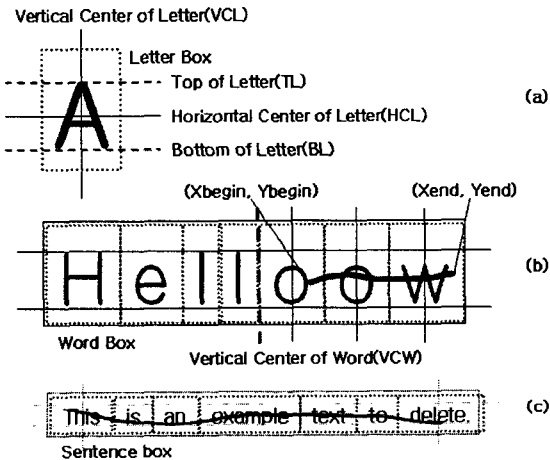 Vertical Center of Letter(VCL)
Letter Box
Top of Letter(TL)
A
Horizontal Center of Letter(HCL)
(a)
Bottom of Letter(BL)
(Xbegin, Ybegin)
(Xend, Yend)
Helloow
(b)
Word Box
Vertical Center of Word(VCW)
This is an example text to delete.
(c)
Sentence box